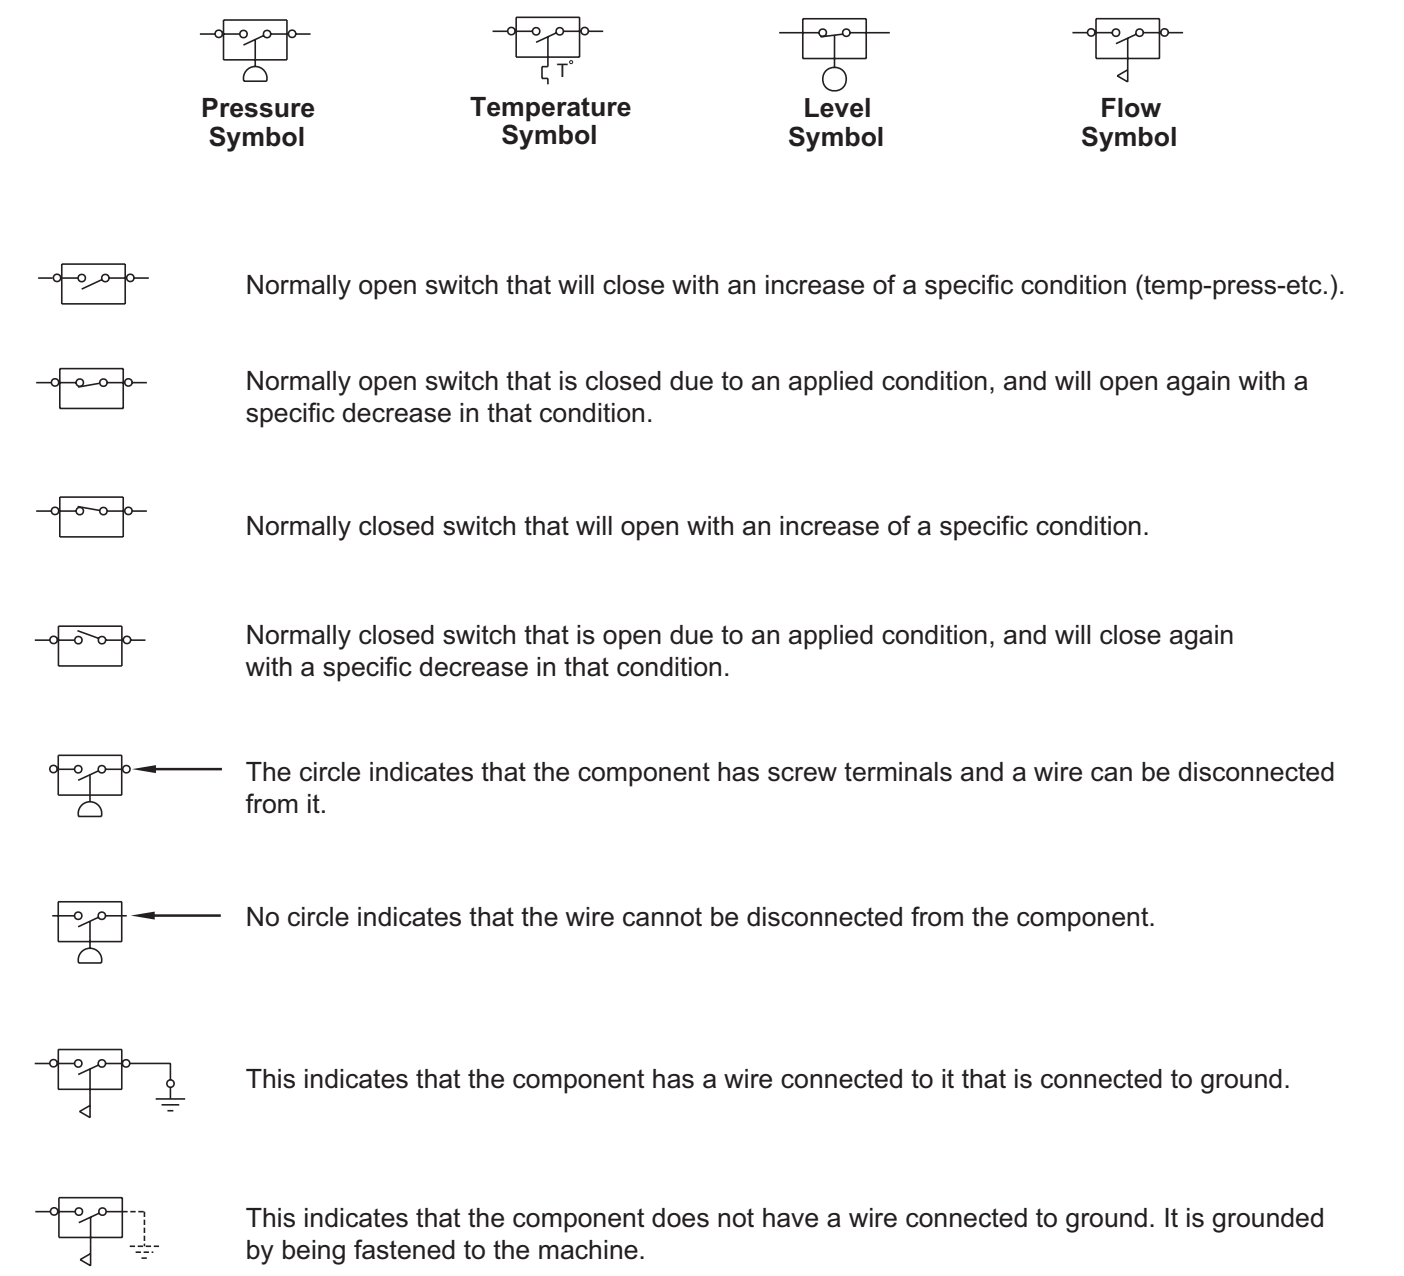 T°
Pressure
Symbol
Temperature
Symbol
Level
Symbol
Flow
Symbol
Normally open switch that will close with an increase of a specific condition (temp-press-etc.).
Normally open switch that is closed due to an applied condition, and will open again with a
specific decrease in that condition.
Normally closed switch that will open with an increase of a specific condition.
Normally closed switch that is open due to an applied condition, and will close again
with a specific decrease in that condition.
The circle indicates that the component has screw terminals and a wire can be disconnected
from it.
No circle indicates that the wire cannot be disconnected from the component.
This indicates that the component has a wire connected to it that is connected to ground.
This indicates that the component does not have a wire connected to ground. It is grounded
by being fastened to the machine.